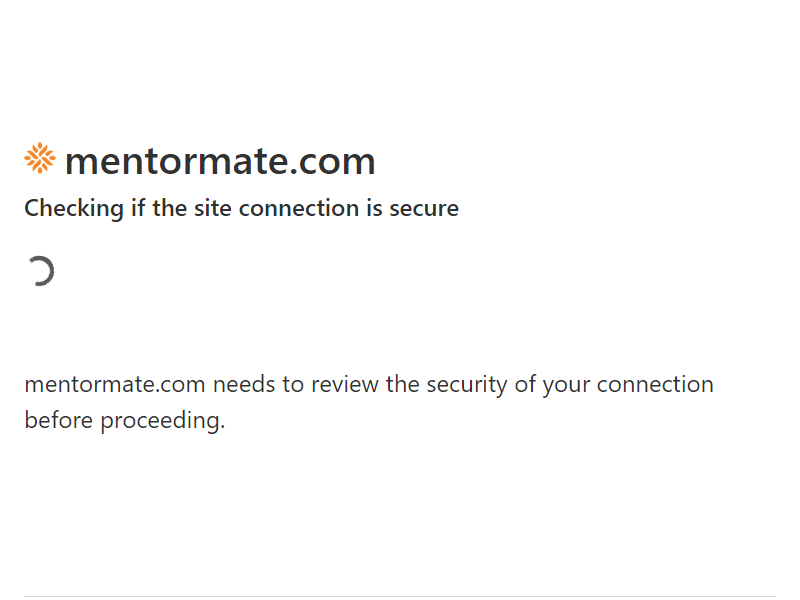 mentormate.com
Checking if the site connection is secure
mentormate.com needs to review the security of your connection
before proceeding.